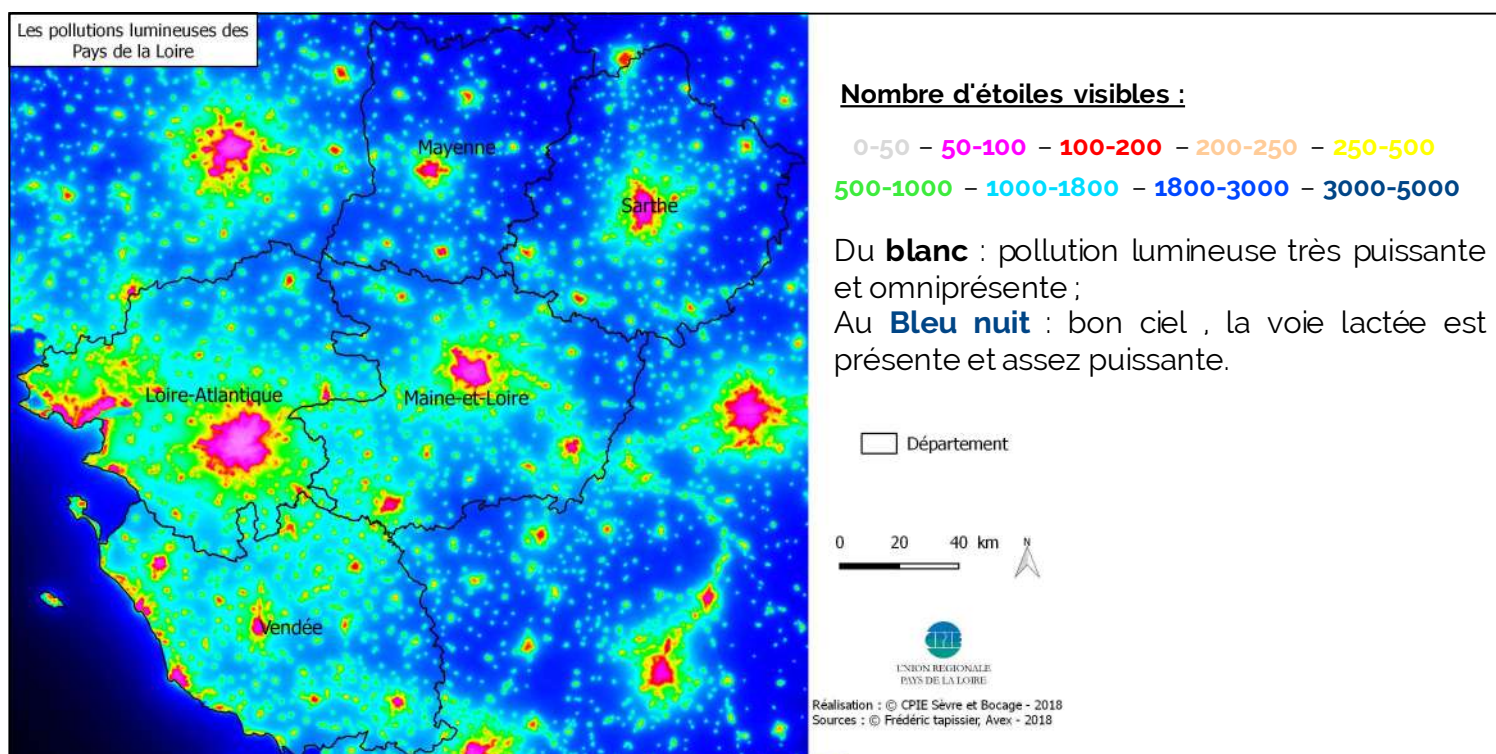 Les pollutions lumineuses des
Pays de la Loire
Mayenne
Sarthe
Loire-Atlantique
Maine-et-Loire
Vendée
Nombre d'étoiles visibles :
0-50 – 50-100 – 100-200 – 200-250 – 250-500
500-1000 – 1000-1800 – 1800-3000 – 3000-5000
Du blanc : pollution lumineuse très puissante
et omniprésente ;
Au Bleu nuit : bon ciel , la voie lactée est
présente et assez puissante.
Département
0 20 40 km N
CPIE
UNION REGIONALE
PAYS DE LA LOIRE
Réalisation : © CPIE Sèvre et Bocage - 2018
Sources : © Frédéric tapissier, Avex - 2018